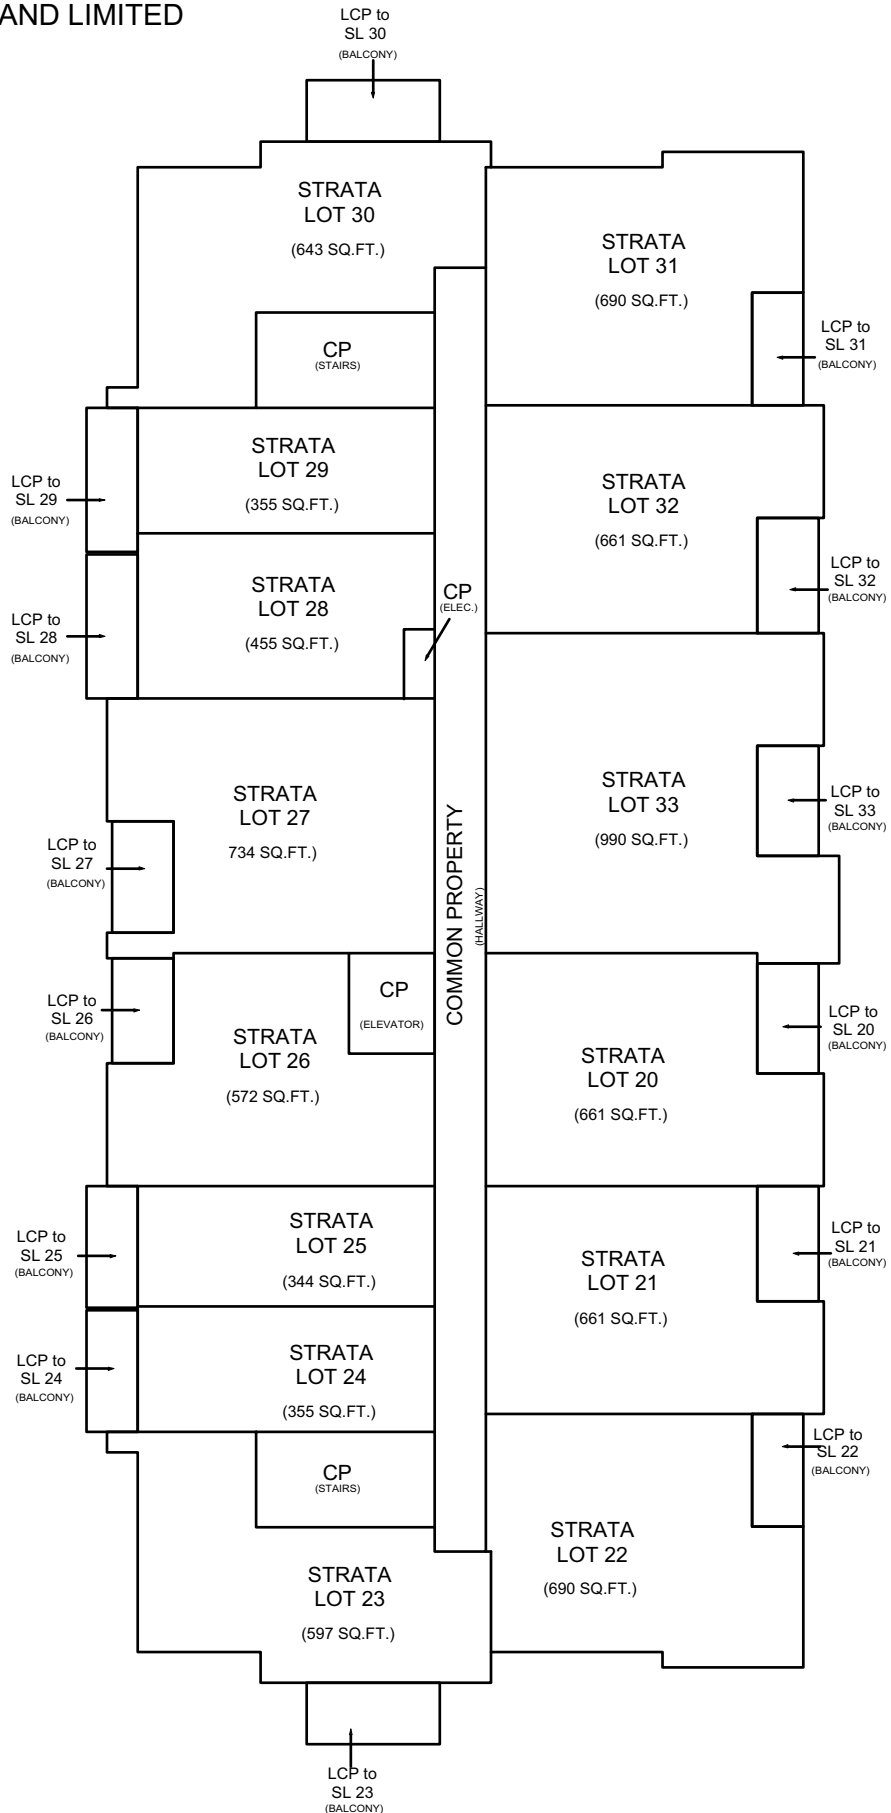 AND LIMITED
LCP to
SL 30
(BALCONY)
STRATA
LOT 30
(643 SQ.FT.)
STRATA
LOT 31
(690 SQ.FT.)
LCP to
SL 31
(BALCONY)
CP
(STAIRS)
STRATA
LOT 29
(355 SQ.FT.)
LCP to
SL 29
(BALCONY)
STRATA
LOT 32
(661 SQ.FT.)
LCP to
SL 32
(BALCONY)
STRATA
LOT 28
(455 SQ.FT.)
CP
(ELEC.)
LCP to
SL 28
(BALCONY)
STRATA
LOT 27
734 SQ.FT.)
STRATA
LOT 33
(990 SQ.FT.)
LCP to
SL 33
(BALCONY)
LCP to
SL 27
(BALCONY)
COMMON PROPERTY
(HALLWAY)
LCP to
SL 26
(BALCONY)
STRATA
LOT 26
(572 SQ.FT.)
CP
(ELEVATOR)
STRATA
LOT 20
(661 SQ.FT.)
LCP to
SL 20
(BALCONY)
LCP to
SL 25
(BALCONY)
STRATA
LOT 25
(344 SQ.FT.)
STRATA
LOT 21
(661 SQ.FT.)
LCP to
SL 21
(BALCONY)
LCP to
SL 24
(BALCONY)
STRATA
LOT 24
(355 SQ.FT.)
CP
(STAIRS)
LCP to
SL 22
(BALCONY)
STRATA
LOT 22
(690 SQ.FT.)
STRATA
LOT 23
(597 SQ.FT.)
LCP to
SL 23
(BALCONY)